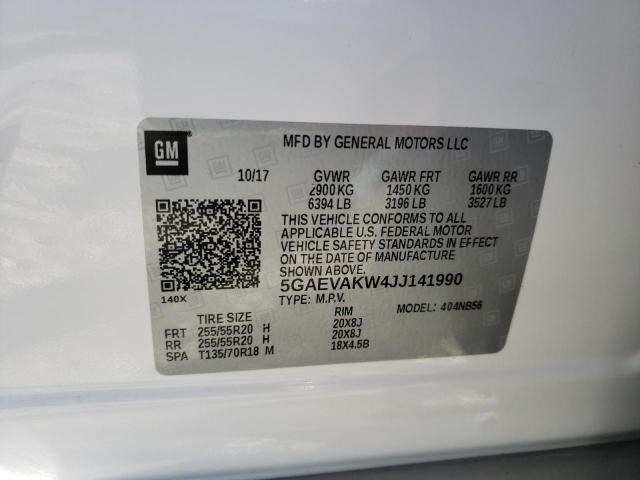 GM
MFD BY GENERAL MOTORS LLC
10/17 GVWR GAWR FRT GAWR RR
2900 KG 1450 KG 1600 KG
6394 LB 3196 LB 3527 LB
THIS VEHICLE CONFORMS TO ALL
APPLICABLE U.S. FEDERAL MOTOR
VEHICLE SAFETY STANDARDS IN EFFECT
ON THE DATE OF MANUFACTURE
SHOWN ABOVE.
140X
5GAEVAKW4JJ141990
TYPE: M.P.V. MODEL: 404NB56
TIRE SIZE RIM
FRT 255/55R20 H 20X8J
RR 255/55R20 H 20X8J
SPA T135/70R18 M 18X4.5B